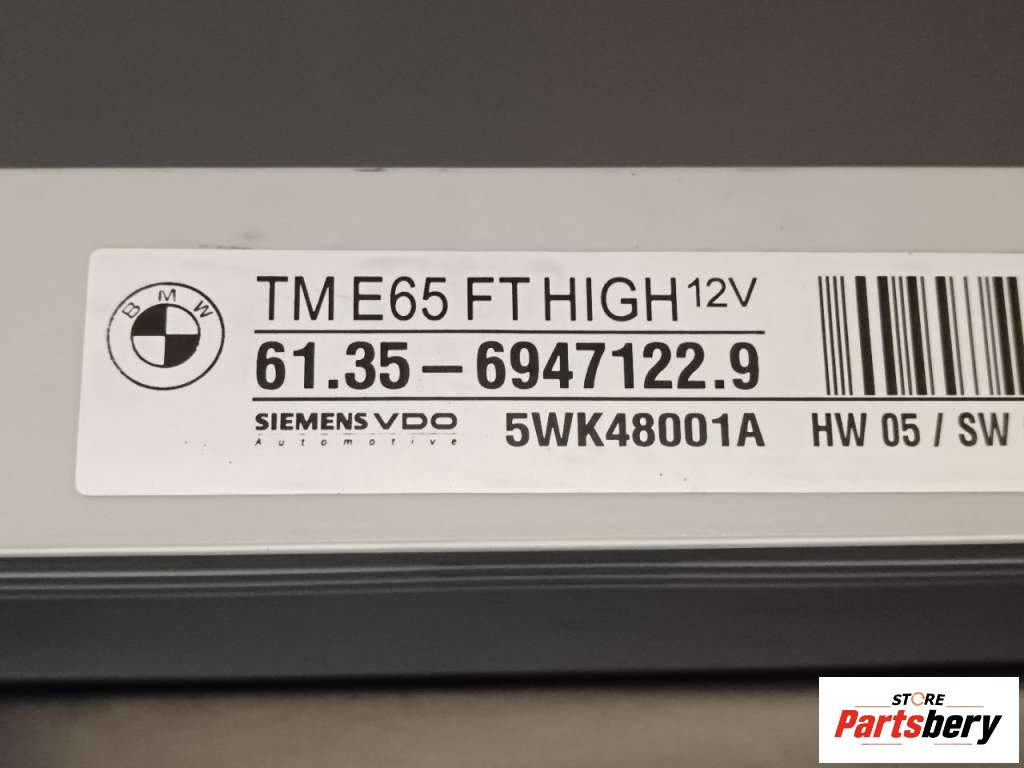 BMW
TM E65 FT HIGH 12V
61.35 – 6947122.9
SIEMENS VDO
Automotive
5WK48001A
HW 05 / SW
STORE
Partsbery